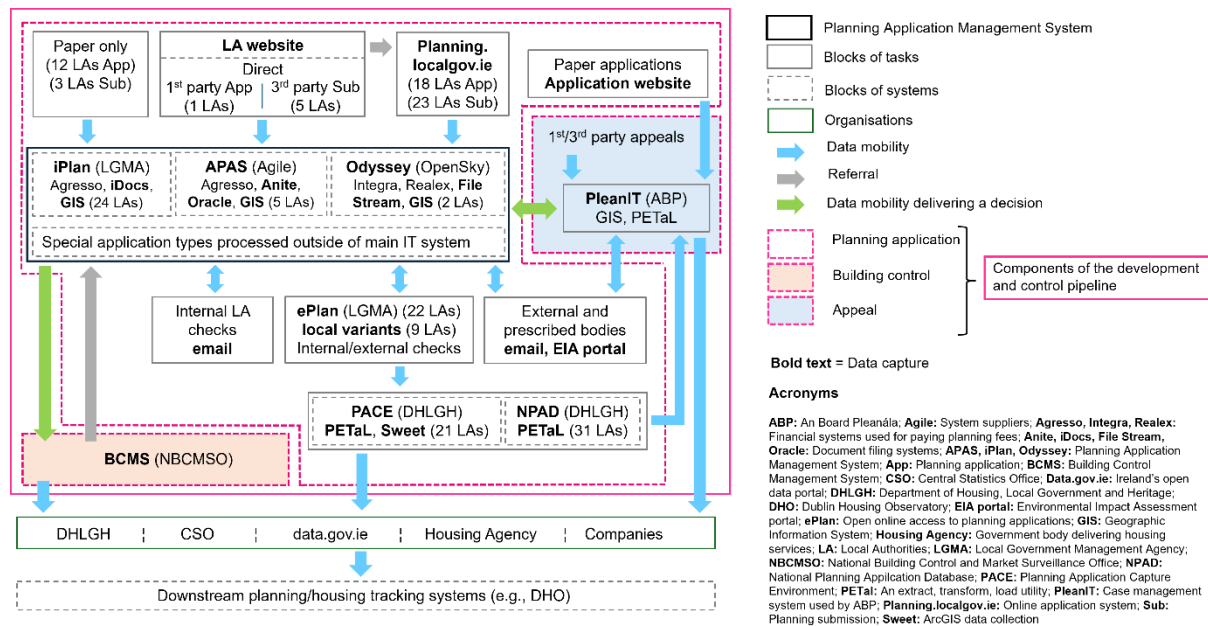 Paper only
(12 LAs App)
(3 LAs Sub)
LA website
Direct
1st party App
(1 LAs)
3rd party Sub
(5 LAs)
Planning.
localgov.ie
(18 LAs App)
(23 LAs Sub)
Paper applications
Application website
1st/3rd party appeals
iPlan (LGMA)
Agresso, iDocs,
GIS (24 LAs)
APAS (Agile)
Agresso, Anite,
Oracle, GIS (5 LAs)
Odyssey (OpenSky)
Integra, Realex, File
Stream, GIS (2 LAs)
PleanIT (ABP)
GIS, PETaL
Special application types processed outside of main IT system
Internal LA
checks
email
ePlan (LGMA) (22 LAs)
local variants (9 LAs)
Internal/external checks
External and
prescribed bodies
email, EIA portal
PACE (DHLGH)
PETaL, Sweet (21 LAs)
NPAD (DHLGH)
PETaL (31 LAs)
BCMS (NBCMSO)
DHLGH
CSO
data.gov.ie
Housing Agency
Companies
Downstream planning/housing tracking systems (e.g., DHO)
Planning Application Management System
Blocks of tasks
Blocks of systems
Organisations
Data mobility
Referral
Data mobility delivering a decision
Planning application
Building control
Appeal
Components of the development
and control pipeline
Bold text = Data capture
Acronyms
ABP: An Board Pleanála; Agile: System suppliers; Agresso, Integra, Realex:
Financial systems used for paying planning fees; Anite, iDocs, File Stream,
Oracle: Document filing systems; APAS, iPlan, Odyssey: Planning Application
Management System; App: Planning application; BCMS: Building Control
Management System; CSO: Central Statistics Office; Data.gov.ie: Ireland's open
data portal; DHLGH: Department of Housing, Local Government and Heritage;
DHO: Dublin Housing Observatory; EIA portal: Environmental Impact Assessment
portal; ePlan: Open online access to planning applications; GIS: Geographic
Information System; Housing Agency: Government body delivering housing
services; LA: Local Authorities; LGMA: Local Government Management Agency;
NBCMSO: National Building Control and Market Surveillance Office; NPAD:
National Planning Appilcation Database; PACE: Planning Application Capture
Environment; PETal: An extract, transform, load utility; PleanIT: Case management
system used by ABP; Planning.localgov.ie: Online application system; Sub:
Planning submission; Sweet: ArcGIS data collection